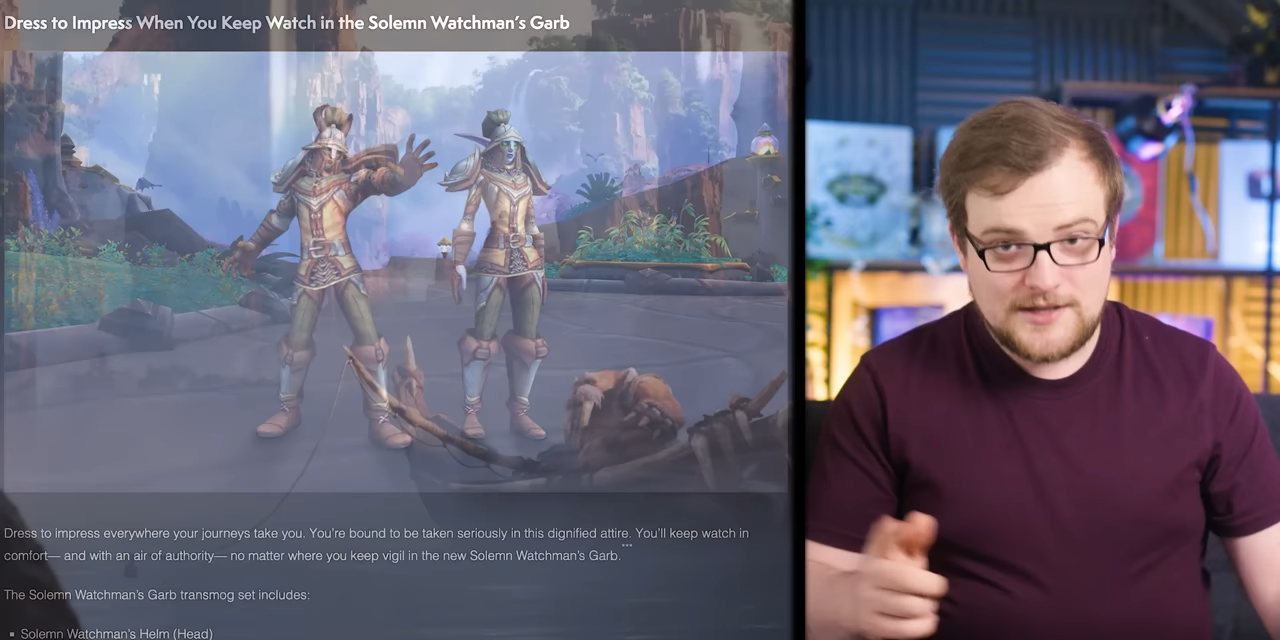 Dress to Impress When You Keep Watch in the Solemn Watchman's Garb
Dress to impress everywhere your journeys take you. You're bound to be taken seriously in this dignified attire. You'll keep watch in
comfort— and with an air of authority— no matter where you keep vigil in the new Solemn Watchman's Garb.
The Solemn Watchman's Garb transmog set includes:
▪ Solemn Watchman's Helm (Head)